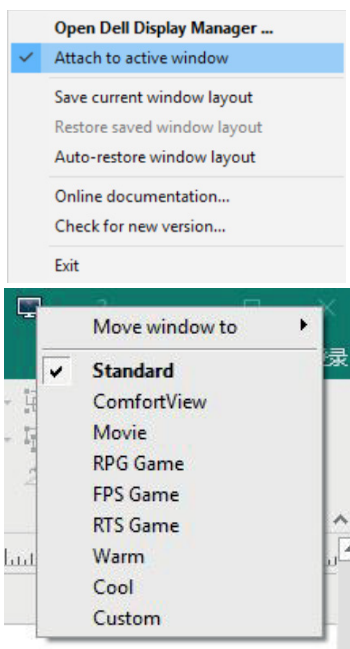 Open Dell Display Manager ...
Attach to active window
Save current window layout
Restore saved window layout
Auto-restore window layout
Online documentation...
Check for new version...
Exit
Move window to
录
Standard
ComfortView
Movie
RPG Game
FPS Game
RTS Game
Warm
Cool
Custom